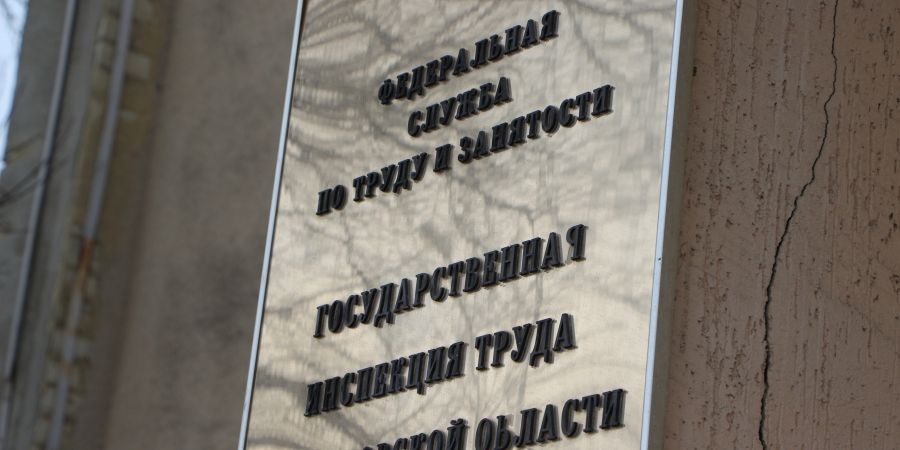 ФЕДЕРАЛЬНАЯ
СЛУЖБА
ПО ТРУДУ И ЗАНЯТОСТИ
ГОСУДАРСТВЕННАЯ
ИНСПЕКЦИЯ ТРУДА
ОБЛАСТИ